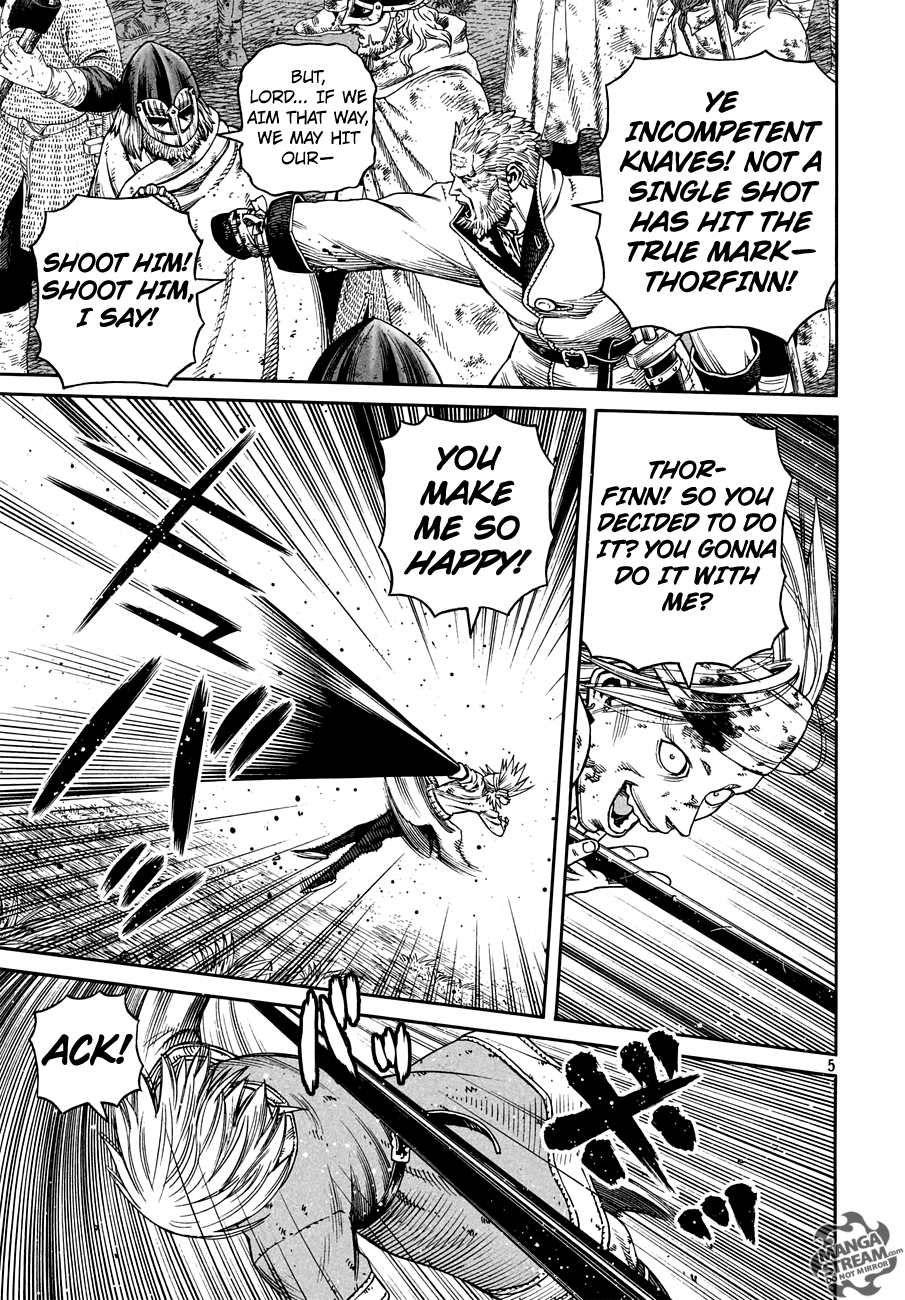 YE
INCOMPETENT
KNAVES! NOT A
SINGLE SHOT
HAS HIT THE
TRUE MARK—
THORFINN!
BUT,
LORD... IF WE
AIM THAT WAY,
WE MAY HIT
OUR—
SHOOT HIM!
SHOOT HIM,
I SAY!
THOR-
FINN! SO YOU
DECIDED TO DO
IT? YOU GONNA
DO IT WITH
ME?
YOU
MAKE
ME SO
HAPPY!
ACK!
5
MANGA
STREAM.com
DO NOT MIRROR